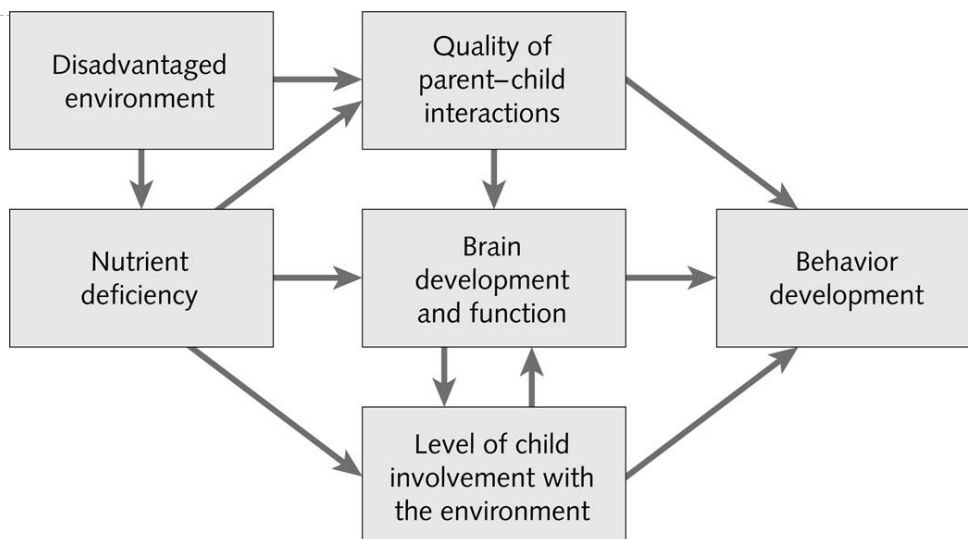 Disadvantaged
environment
Quality of
parent–child
interactions
Nutrient
deficiency
Brain
development
and function
Behavior
development
Level of child
involvement with
the environment